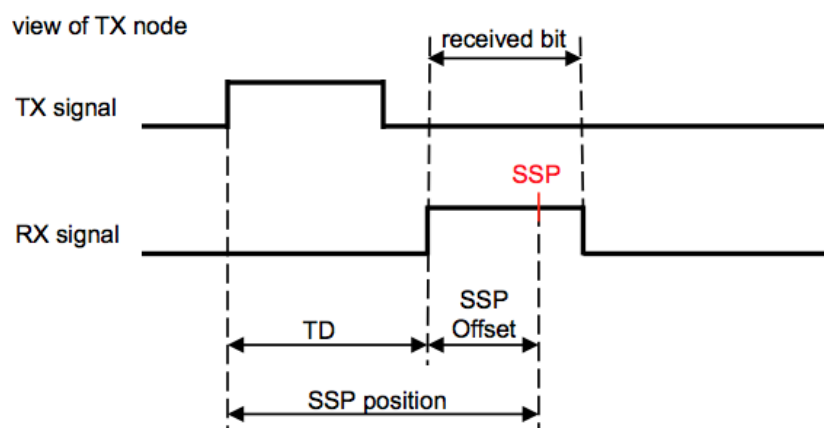 view of TX node
received bit
TX signal
SSP
RX signal
SSP
Offset
TD
SSP position